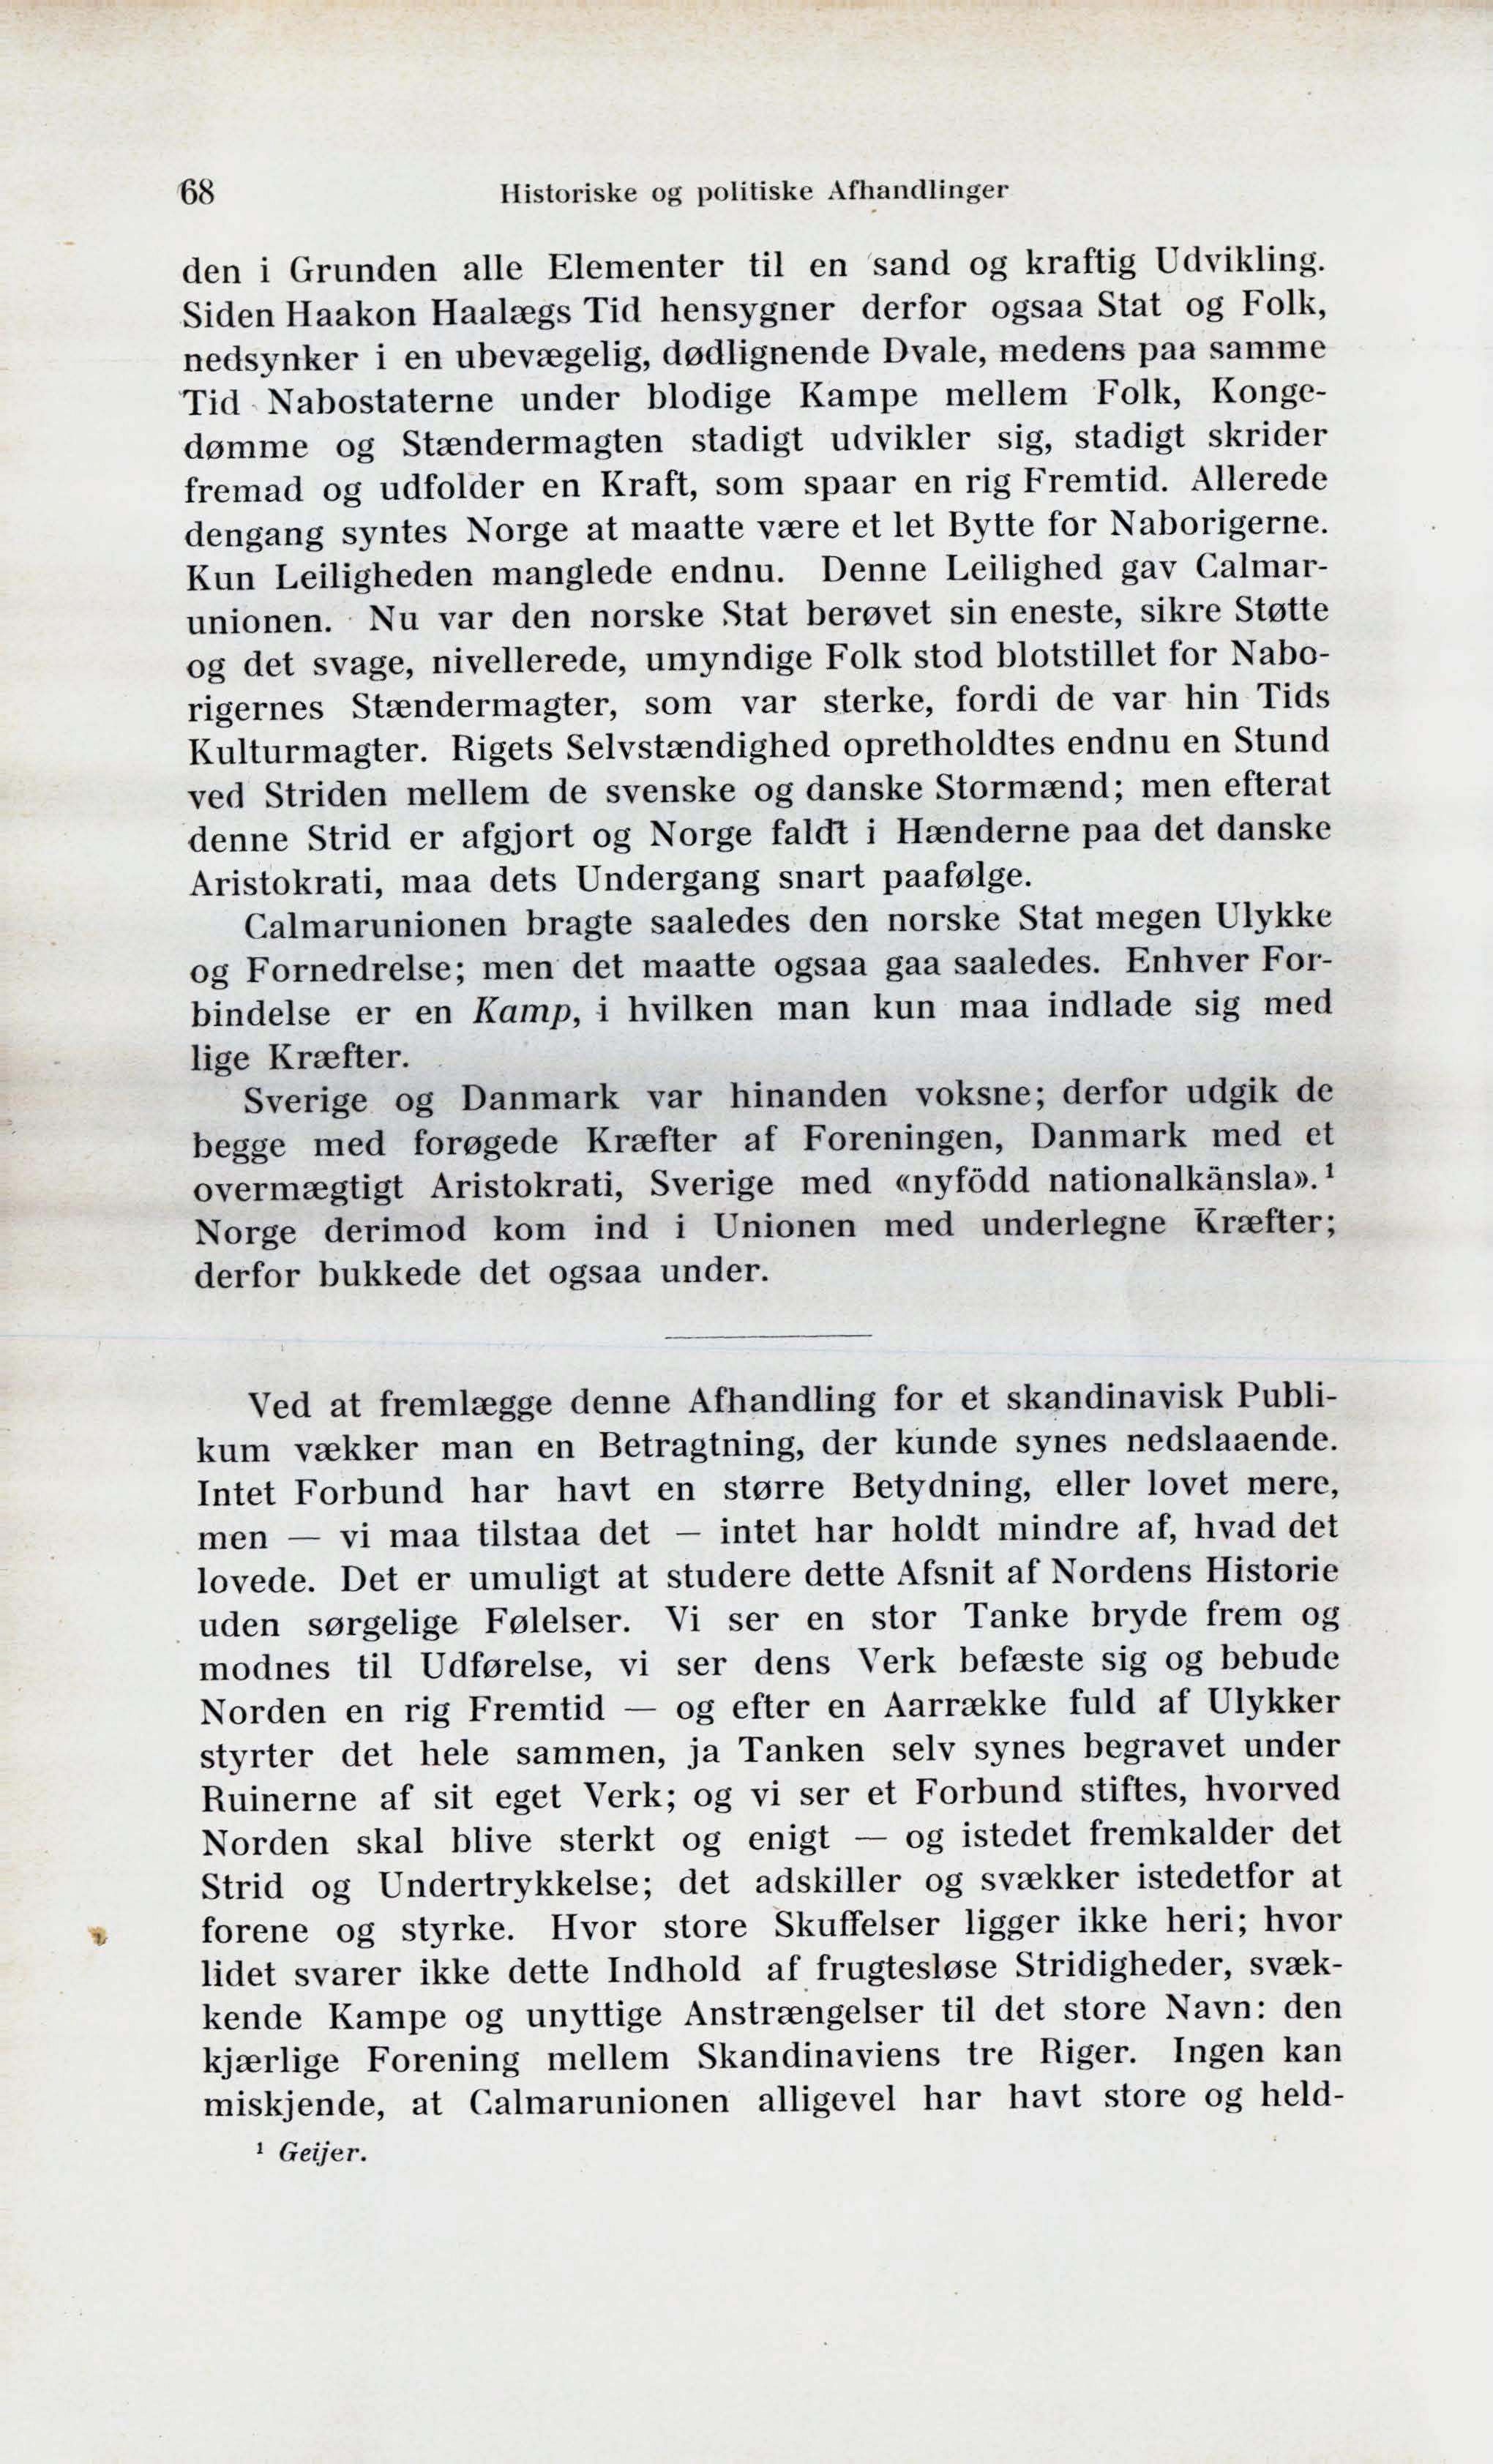 68
Historiske og politiske Afhandlinger
den i Grunden alle Elementer til en sand og kraftig Udvikling.
Siden Haakon Haalægs Tid hensygner derfor ogsaa Stat og Folk,
nedsynker i en ubevægelig, dødlignende Dvale, medens paa samme
Tid Nabostaterne under blodige Kampe mellem Folk, Konge-
dømme og Stændermagten stadigt udvikler sig, stadigt skrider
fremad og udfolder en Kraft, som spaar en rig Fremtid. Allerede
dengang syntes Norge at maatte være et let Bytte for Naborigerne.
Kun Leiligheden manglede endnu. Denne Leilighed gav Calmar-
unionen. Nu var den norske Stat berøvet sin eneste, sikre Støtte
og det svage, nivellerede, umyndige Folk stod blotstillet for Nabo-
rigernes Stændermagter, som var sterke, fordi de var hin Tids
Kulturmagter. Rigets Selvstændighed opretholdtes endnu en Stund
ved Striden mellem de svenske og danske Stormænd; men efterat
denne Strid er afgjort og Norge faldt i Hænderne paa det danske
Aristokrati, maa dets Undergang snart paafølge.
Calmarunionen bragte saaledes den norske Stat megen Ulykke
og Fornedrelse; men det maatte ogsaa gaa saaledes. Enhver For-
bindelse er en Kamp, i hvilken man kun maa indlade sig med
lige Kræfter.
Sverige og Danmark var hinanden voksne; derfor udgik de
begge med forøgede Kræfter af Foreningen, Danmark med et
overmægtigt Aristokrati, Sverige med «nyfödd nationalkänsla».¹
Norge derimod kom ind i Unionen med underlegne Kræfter;
derfor bukkede det ogsaa under.
Ved at fremlægge denne Afhandling for et skandinavisk Publi-
kum vækker man en Betragtning, der kunde synes nedslaaende.
Intet Forbund har havt en større Betydning, eller lovet mere,
men — vi maa tilstaa det — intet har holdt mindre af, hvad det
lovede. Det er umuligt at studere dette Afsnit af Nordens Historie
uden sørgelige Følelser. Vi ser en stor Tanke bryde frem og
modnes til Udførelse, vi ser dens Verk befæste sig og bebude
Norden en rig Fremtid — og efter en Aarrække fuld af Ulykker
styrter det hele sammen, ja Tanken selv synes begravet under
Ruinerne af sit eget Verk; og vi ser et Forbund stiftes, hvorved
Norden skal blive sterkt og enigt — og istedet fremkalder det
Strid og Undertrykkelse; det adskiller og svækker istedetfor at
forene og styrke. Hvor store Skuffelser ligger ikke heri; hvor
lidet svarer ikke dette Indhold af frugtesløse Stridigheder, svæk-
kende Kampe og unyttige Anstrængelser til det store Navn: den
kjærlige Forening mellem Skandinaviens tre Riger. Ingen kan
miskjende, at Calmarunionen alligevel har havt store og held-
¹ Geijer.